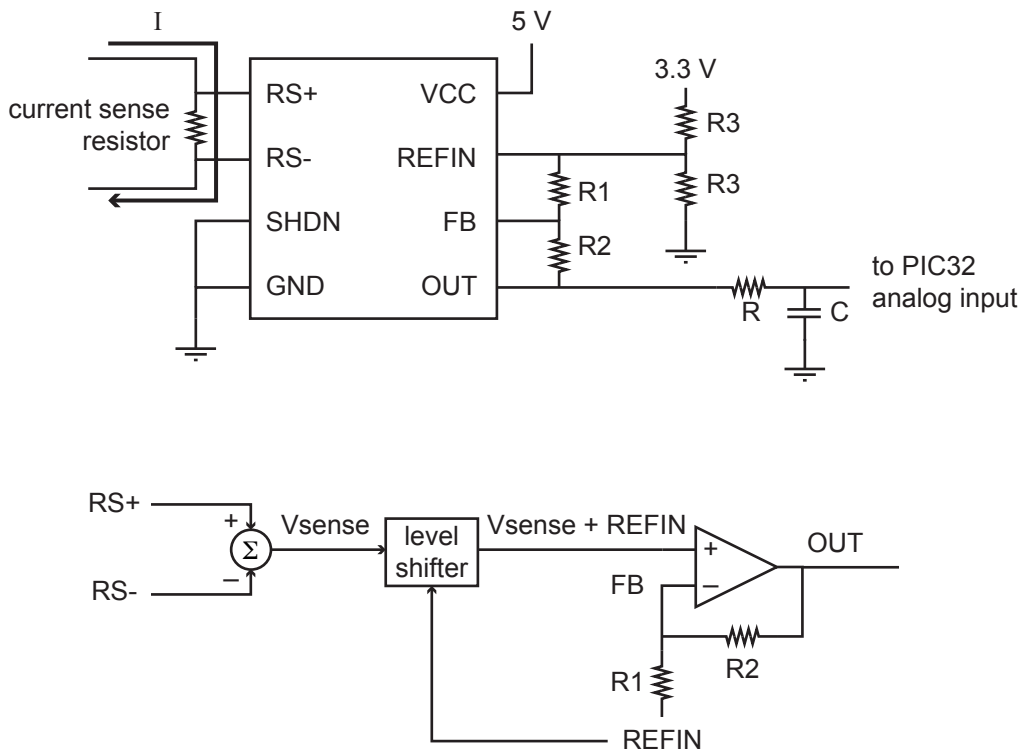 I
5 V
3.3 V
current sense
resistor
RS+
VCC
R3
RS-
REFIN
R1
R3
SHDN
FB
R2
GND
OUT
R
C
to PIC32
analog input
RS+
+
Σ
−
RS-
Vsense
level
shifter
Vsense + REFIN
+
−
OUT
FB
R2
R1
REFIN